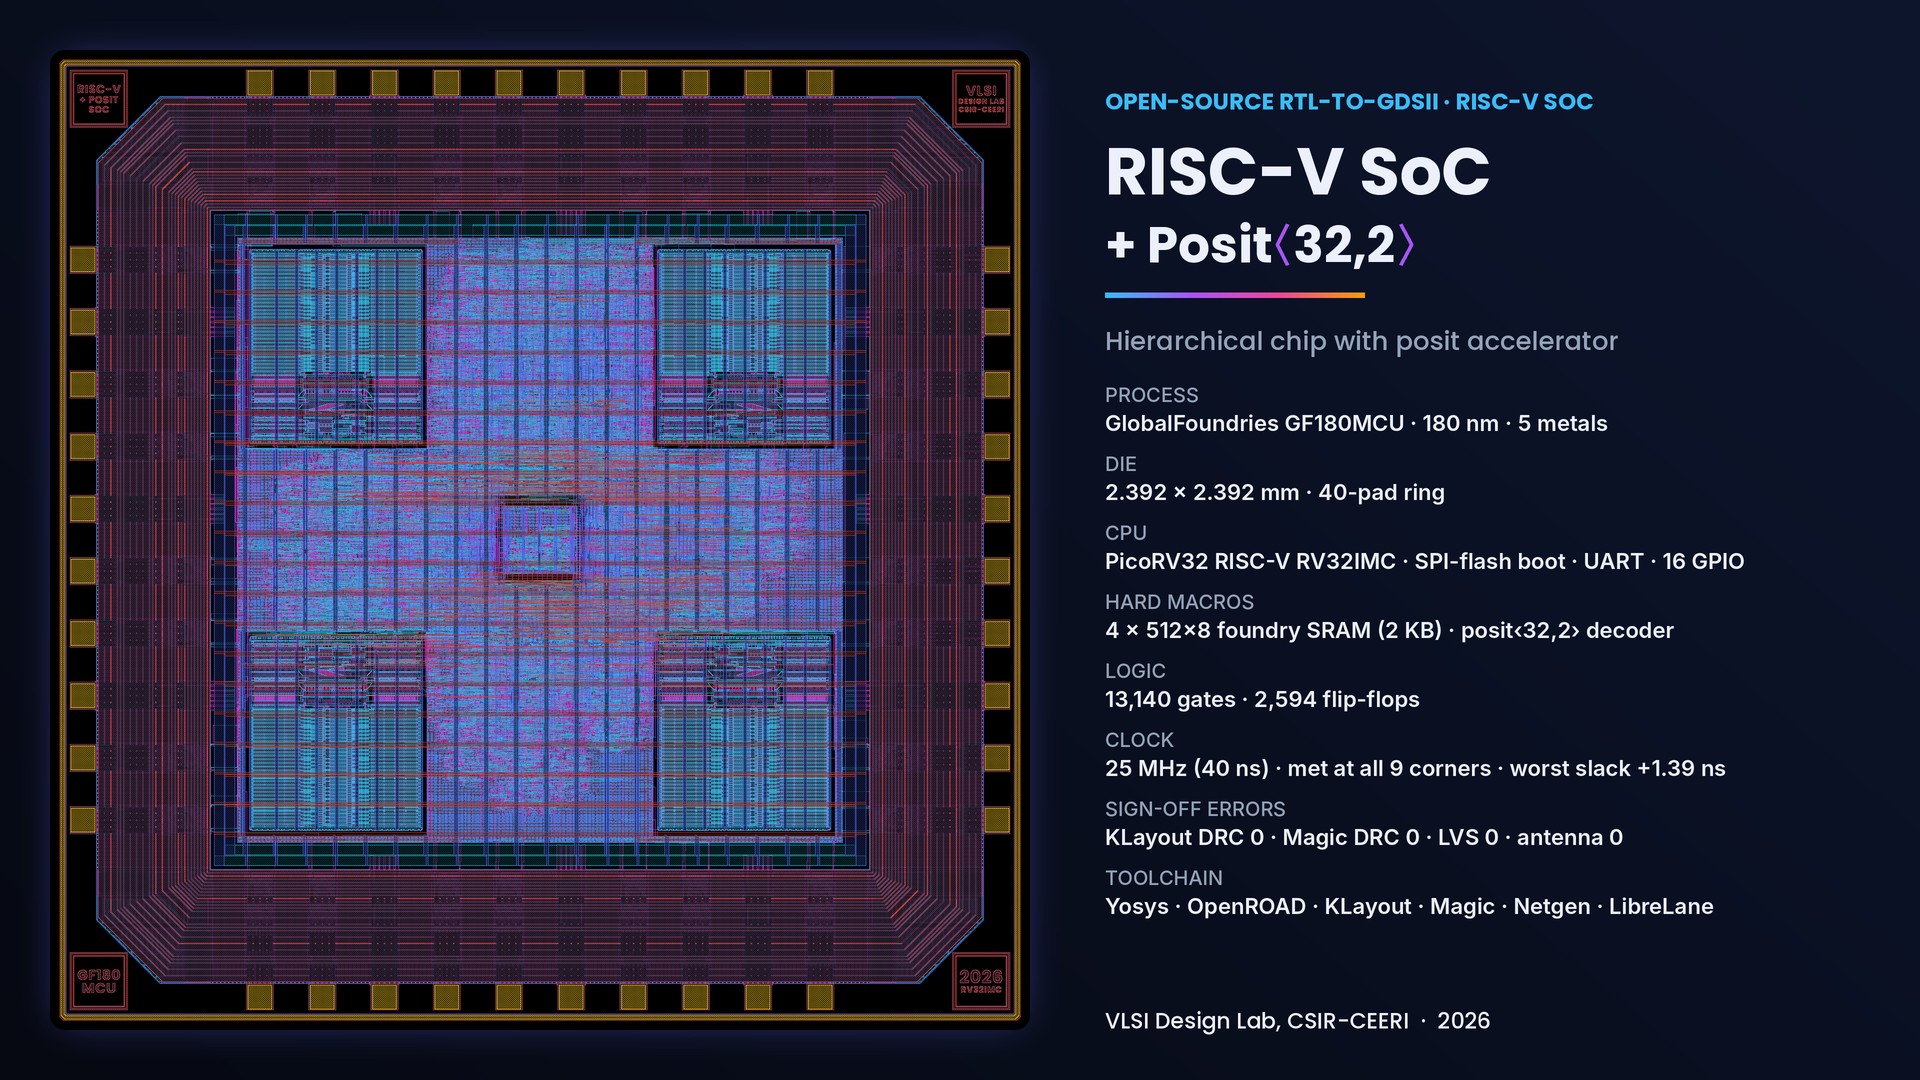 RISC-V
+ POSIT
SOC
VLSI
DESIGN LAB
CSIR-CEERI
GF180
MCU
2026
RV32IMC
OPEN-SOURCE RTL-TO-GDSII · RISC-V SOC
RISC-V SoC
+ Posit⟨32,2⟩
Hierarchical chip with posit accelerator
PROCESS
GlobalFoundries GF180MCU · 180 nm · 5 metals
DIE
2.392 × 2.392 mm · 40-pad ring
CPU
PicoRV32 RISC-V RV32IMC · SPI-flash boot · UART · 16 GPIO
HARD MACROS
4 × 512×8 foundry SRAM (2 KB) · posit‹32,2› decoder
LOGIC
13,140 gates · 2,594 flip-flops
CLOCK
25 MHz (40 ns) · met at all 9 corners · worst slack +1.39 ns
SIGN-OFF ERRORS
KLayout DRC 0 · Magic DRC 0 · LVS 0 · antenna 0
TOOLCHAIN
Yosys · OpenROAD · KLayout · Magic · Netgen · LibreLane
VLSI Design Lab, CSIR-CEERI · 2026